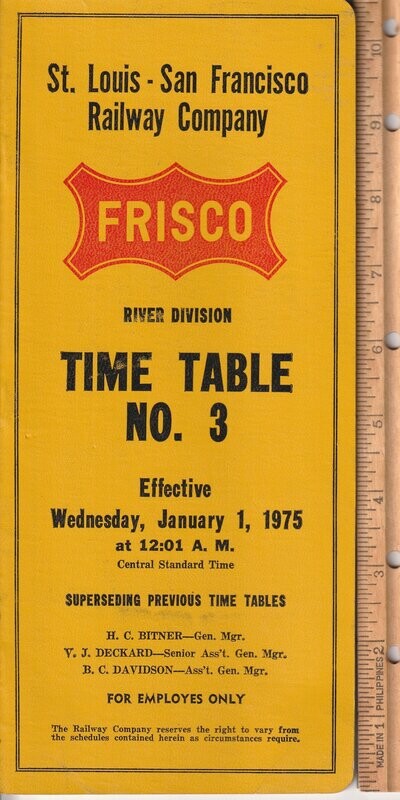 St. Louis - San Francisco
Railway Company
FRISCO
RIVER DIVISION
TIME TABLE
NO. 3
Effective
Wednesday, January 1, 1975
at 12:01 A. M.
Central Standard Time
SUPERSEDING PREVIOUS TIME TABLES
H. C. BITNER—Gen. Mgr.
V. J. DECKARD—Senior Ass't. Gen. Mgr.
B. C. DAVIDSON—Ass't. Gen. Mgr.
FOR EMPLOYES ONLY
The Railway Company reserves the right to vary from
the schedules contained herein as circumstances require.
10
9
8
7
6
5
4
3
2
1
MADE IN PHILIPPINES